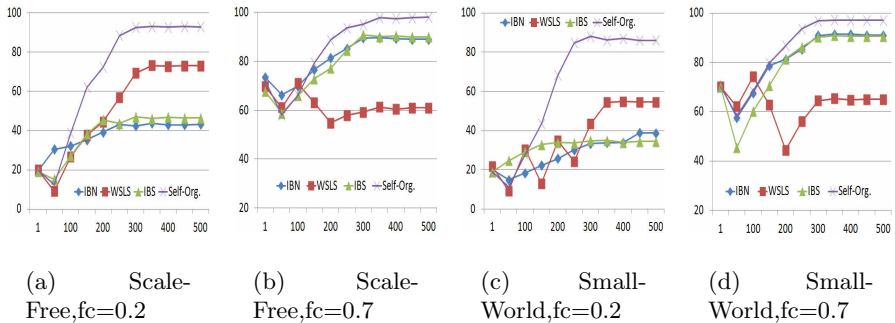 100
80
60
40
20
0
IBN WSLS IBS Self-Org.
1 100 200 300 400 500
100
80
60
40
20
IBN WSLS IBS Self-Org.
1 100 200 300 400 500
100
80
60
40
20
0
IBN WSLS
IBS Self-Org.
1 100 200 300 400 500
100
80
60
40
20
0
IBN WSLS IBS Self-Org.
1 100 200 300 400 500
(a) Scale-
Free,fc=0.2
(b) Scale-
Free,fc=0.7
(c) Small-
World,fc=0.2
(d) Small-
World,fc=0.7